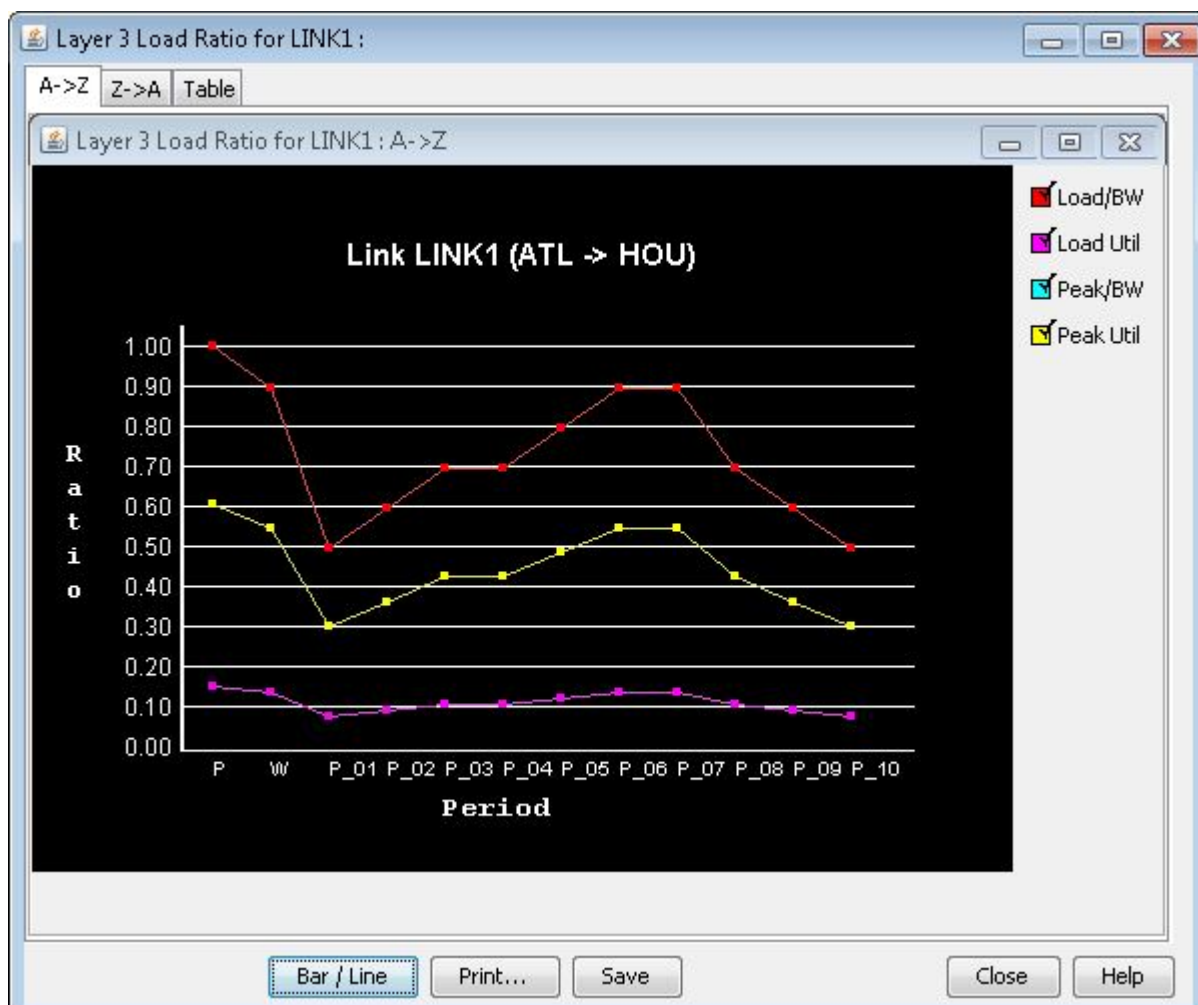 Layer 3 Load Ratio for LINK1 :
A->Z Z->A Table
Layer 3 Load Ratio for LINK1 : A->Z
Load/BW
Load Util
Peak/BW
Peak Util
Link LINK1 (ATL -> HOU)
1.00
0.90
0.80
0.70
0.60
0.50
0.40
0.30
0.20
0.10
0.00
Ratio
P W P_01 P_02 P_03 P_04 P_05 P_06 P_07 P_08 P_09 P_10
Period
Bar / Line Print... Save Close Help